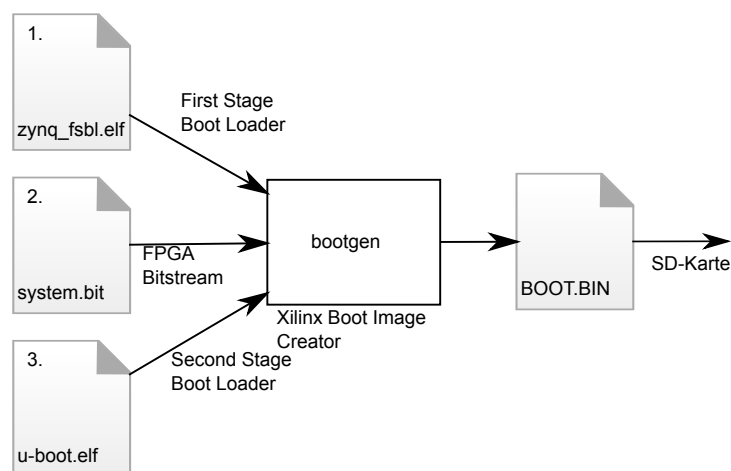 1.
zynq_fsbl.elf
First Stage
Boot Loader
2.
system.bit
FPGA
Bitstream
bootgen
Xilinx Boot Image
Creator
BOOT.BIN
SD-Karte
3.
u-boot.elf
Second Stage
Boot Loader